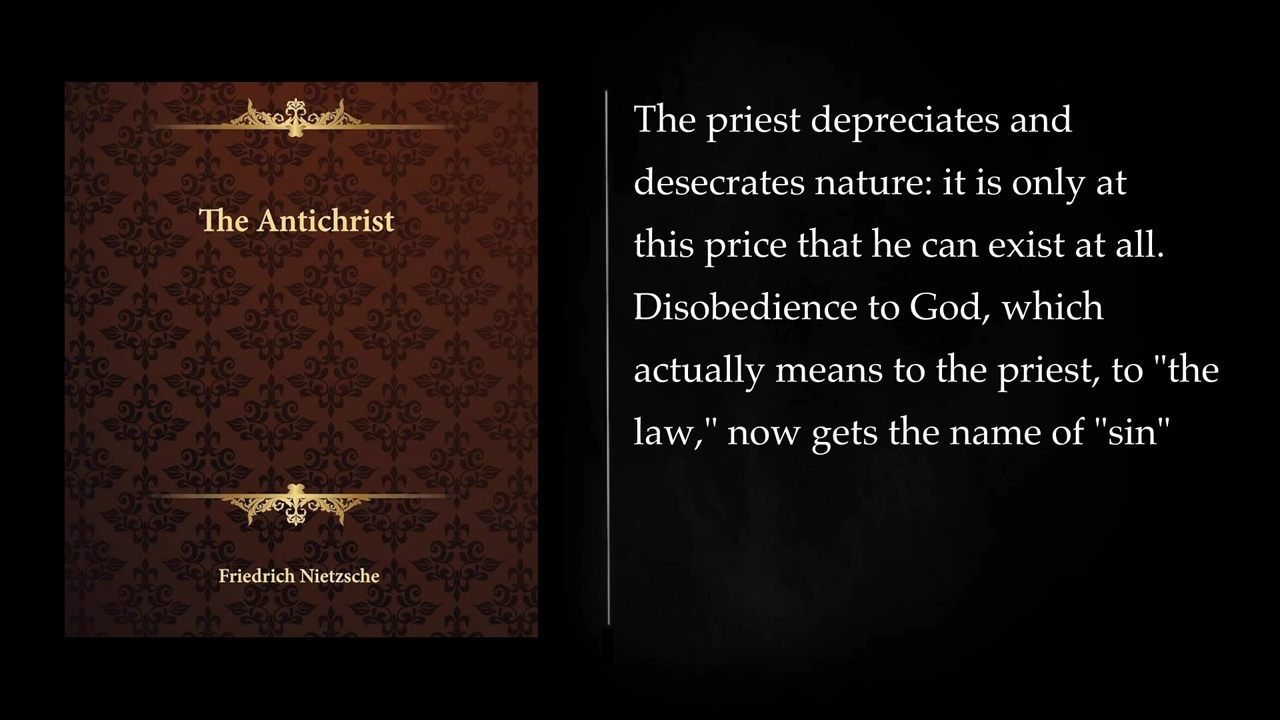 The Antichrist
Friedrich Nietzsche
The priest depreciates and
desecrates nature: it is only at
this price that he can exist at all.
Disobedience to God, which
actually means to the priest, to "the
law," now gets the name of "sin"